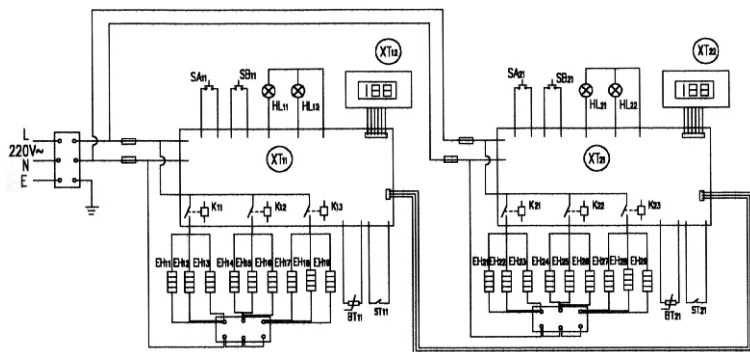 XT12
XT22
SA11
SB11
HL11
HL12
188
SA21
SB21
HL21
HL22
188
L
220V~
N
E
XT11
XT21
K11
K12
K13
K21
K22
K23
EH11 EH12 EH13 EH14 EH15 EH16 EH17 EH18 EH19
EH21 EH22 EH23 EH24 EH25 EH26 EH27 EH28 EH29
BT11
ST11
BT21
ST21